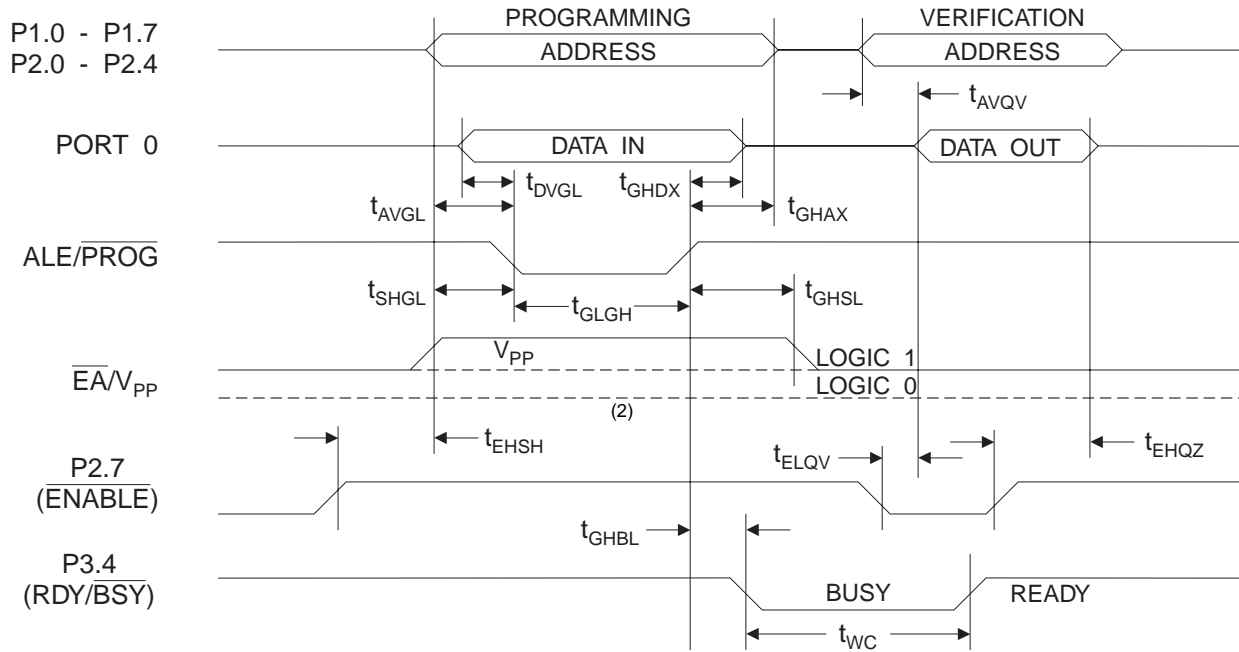 PROGRAMMING VERIFICATION
P1.0 - P1.7
P2.0 - P2.4
ADDRESS ADDRESS
tAVQV
PORT 0 DATA IN DATA OUT
tDVGL tGHDX
tAVGL tGHAX
ALE/PROG
tSHGL tGLGH tGHSL
VPP LOGIC 1
EA/VPP
LOGIC 0
(2)
tEHSH tELQV tEHQZ
P2.7
(ENABLE)
tGHBL
P3.4
(RDY/BSY)
BUSY READY
tWC